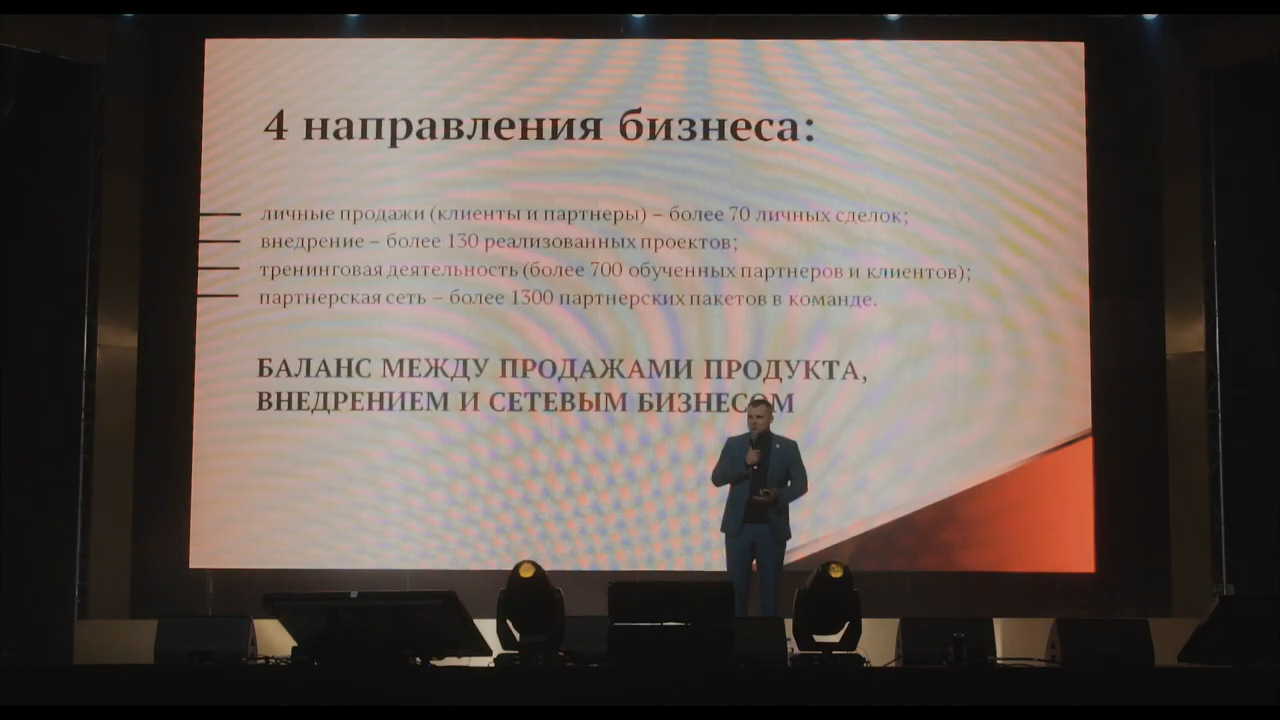 4 направления бизнеса:
личные продажи (клиенты и партнеры) – более 70 личных сделок;
внедрение – более 130 реализованных проектов;
тренинговая деятельность (более 700 обученных партнеров и клиентов);
партнерская сеть – более 1300 партнерских пакетов в команде.
БАЛАНС МЕЖДУ ПРОДАЖАМИ ПРОДУКТА,
ВНЕДРЕНИЕМ И СЕТЕВЫМ БИЗНЕСОМ